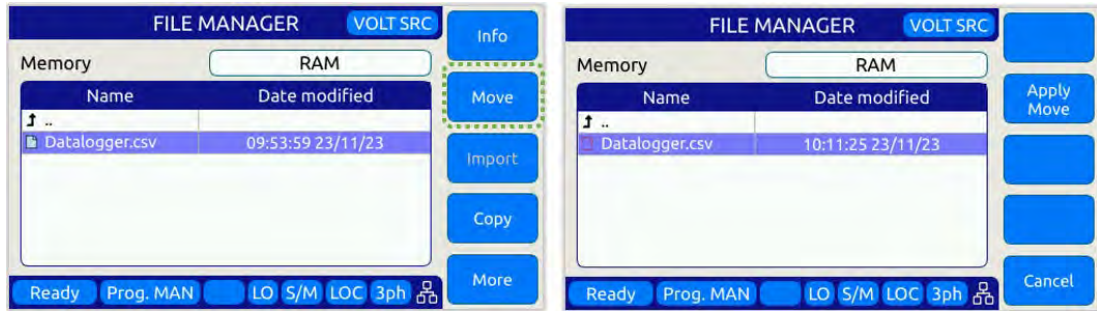 FILE MANAGER VOLT SRC
Memory RAM
Name Date modified
..
Datalogger.csv 09:53:59 23/11/23
Ready Prog. MAN LO S/M LOC 3ph
Info
Move
Import
Copy
More
FILE MANAGER VOLT SRC
Memory RAM
Name Date modified
..
Datalogger.csv 10:11:25 23/11/23
Ready Prog. MAN LO S/M LOC 3ph
Apply
Move
Cancel